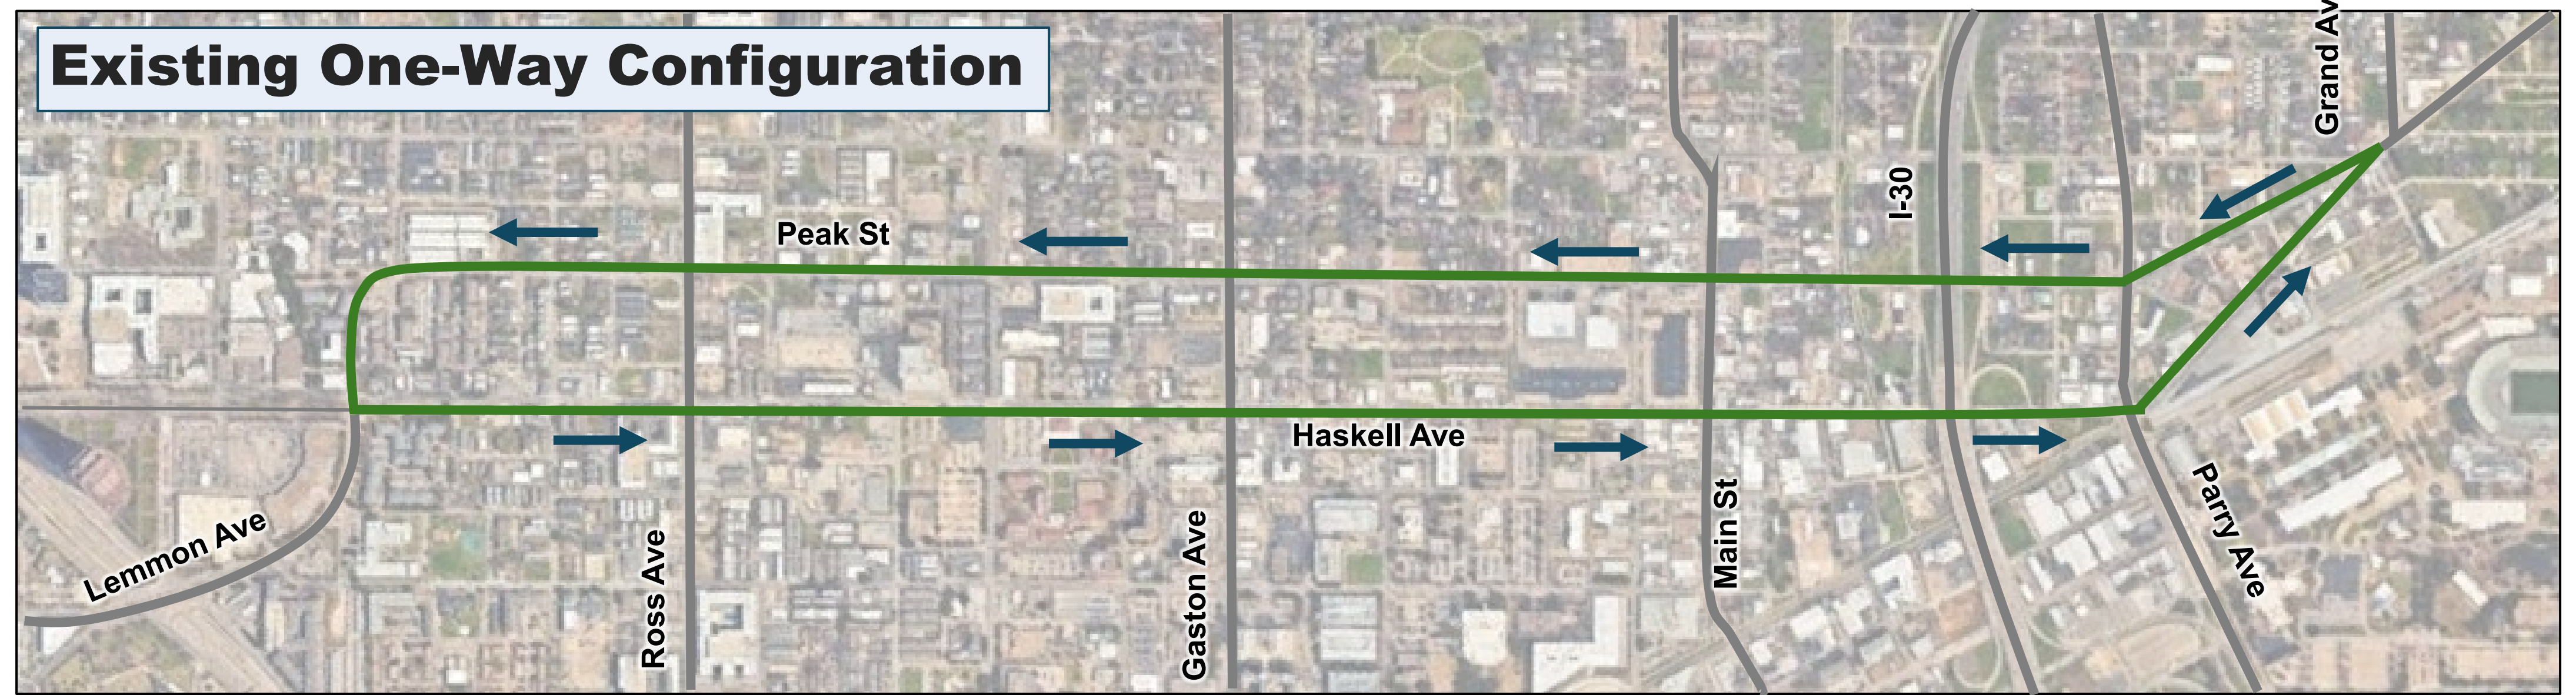 Existing One-Way Configuration
Grand Av
Peak St
I-30
Haskell Ave
Lemmon Ave
Ross Ave
Gaston Ave
Main St
Parry Ave